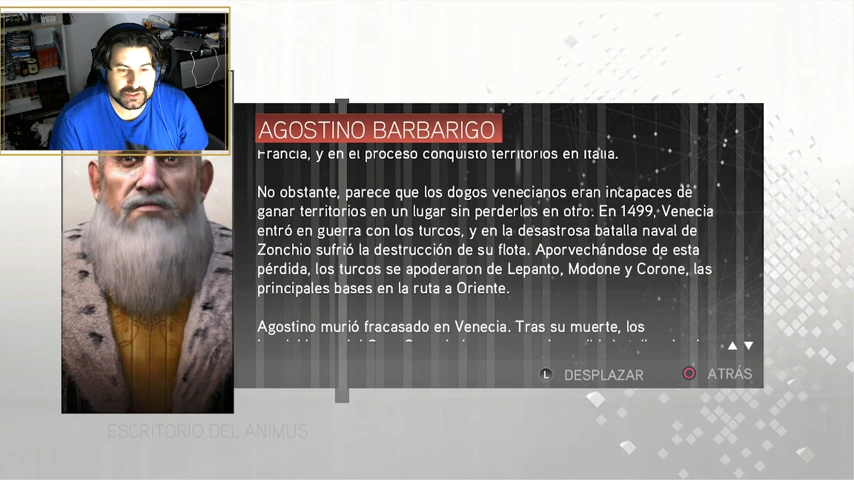 AGOSTINO BARBARIGO
Francia, y en el proceso conquistó territorios en Italia.
No obstante, parece que los dogos venecianos eran incapaces de
ganar territorios en un lugar sin perderlos en otro. En 1499, Venecia
entró en guerra con los turcos, y en la desastrosa batalla naval de
Zonchio sufrió la destrucción de su flota. Aporvechándose de esta
pérdida, los turcos se apoderaron de Lepanto, Modone y Corone, las
principales bases en la ruta a Oriente.
Agostino murió fracasado en Venecia. Tras su muerte, los
L DESPLAZAR
ATRÁS
ESCRITORIO DEL ANIMUS